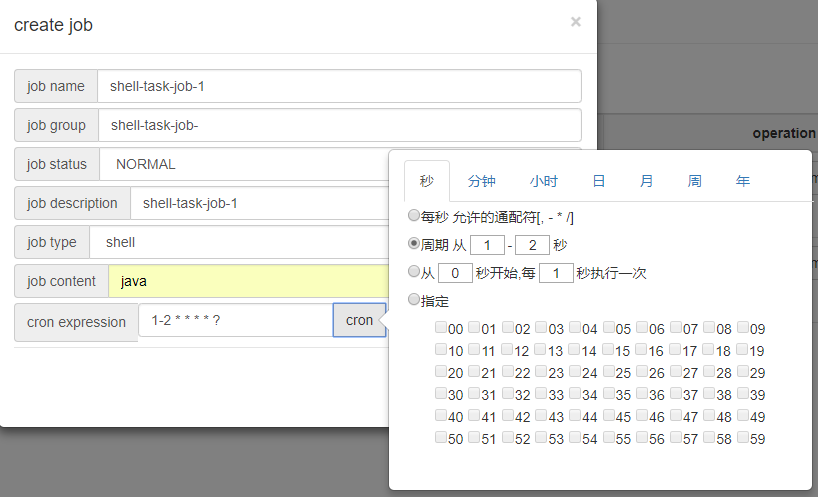 create job
×
job name shell-task-job-1
job group shell-task-job-
operation
job status NORMAL
job description shell-task-job-1
job type shell
job content java
cron expression 1-2 * * * * ? cron
秒 分钟 小时 日 月 周 年
每秒 允许的通配符[, - * /]
周期 从 1 - 2 秒
从 0 秒开始,每 1 秒执行一次
指定
00 01 02 03 04 05 06 07 08 09
10 11 12 13 14 15 16 17 18 19
20 21 22 23 24 25 26 27 28 29
30 31 32 33 34 35 36 37 38 39
40 41 42 43 44 45 46 47 48 49
50 51 52 53 54 55 56 57 58 59